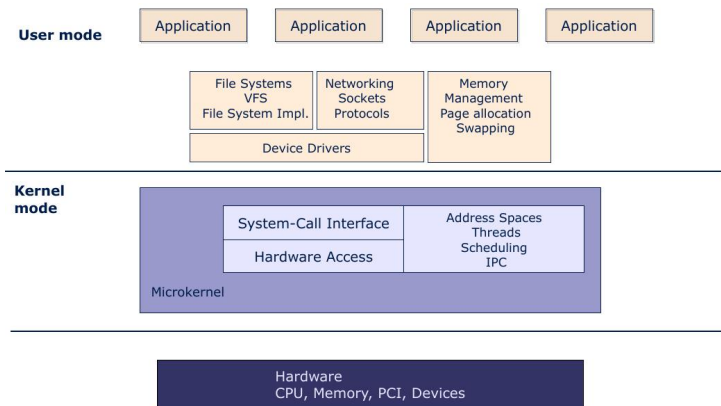 User mode
Application
Application
Application
Application
File Systems
VFS
File System Impl.
Networking
Sockets
Protocols
Memory
Management
Page allocation
Swapping
Device Drivers
Kernel
mode
System-Call Interface
Hardware Access
Address Spaces
Threads
Scheduling
IPC
Microkernel
Hardware
CPU, Memory, PCI, Devices